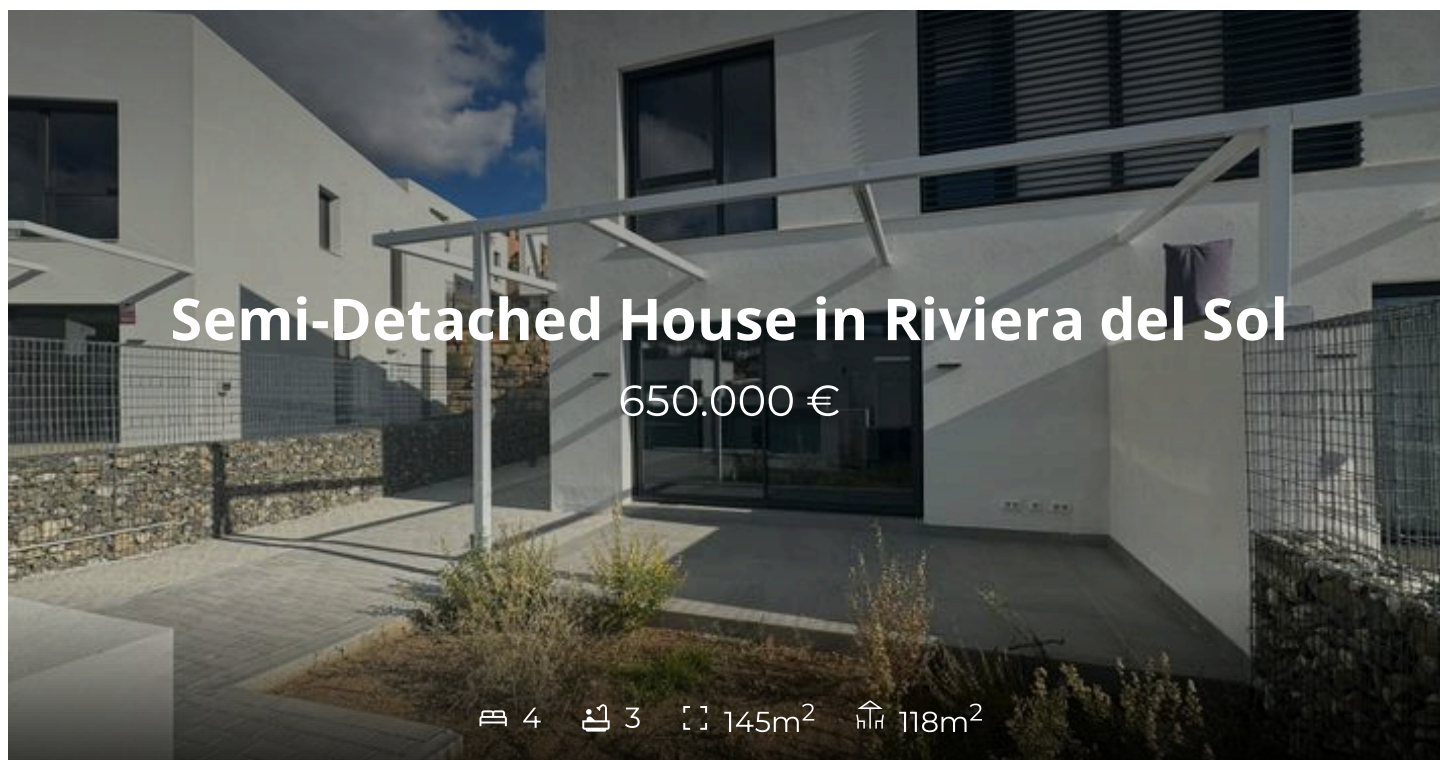 Semi-Detached House in Riviera del Sol
650.000 €
4 3 145m² 118m²